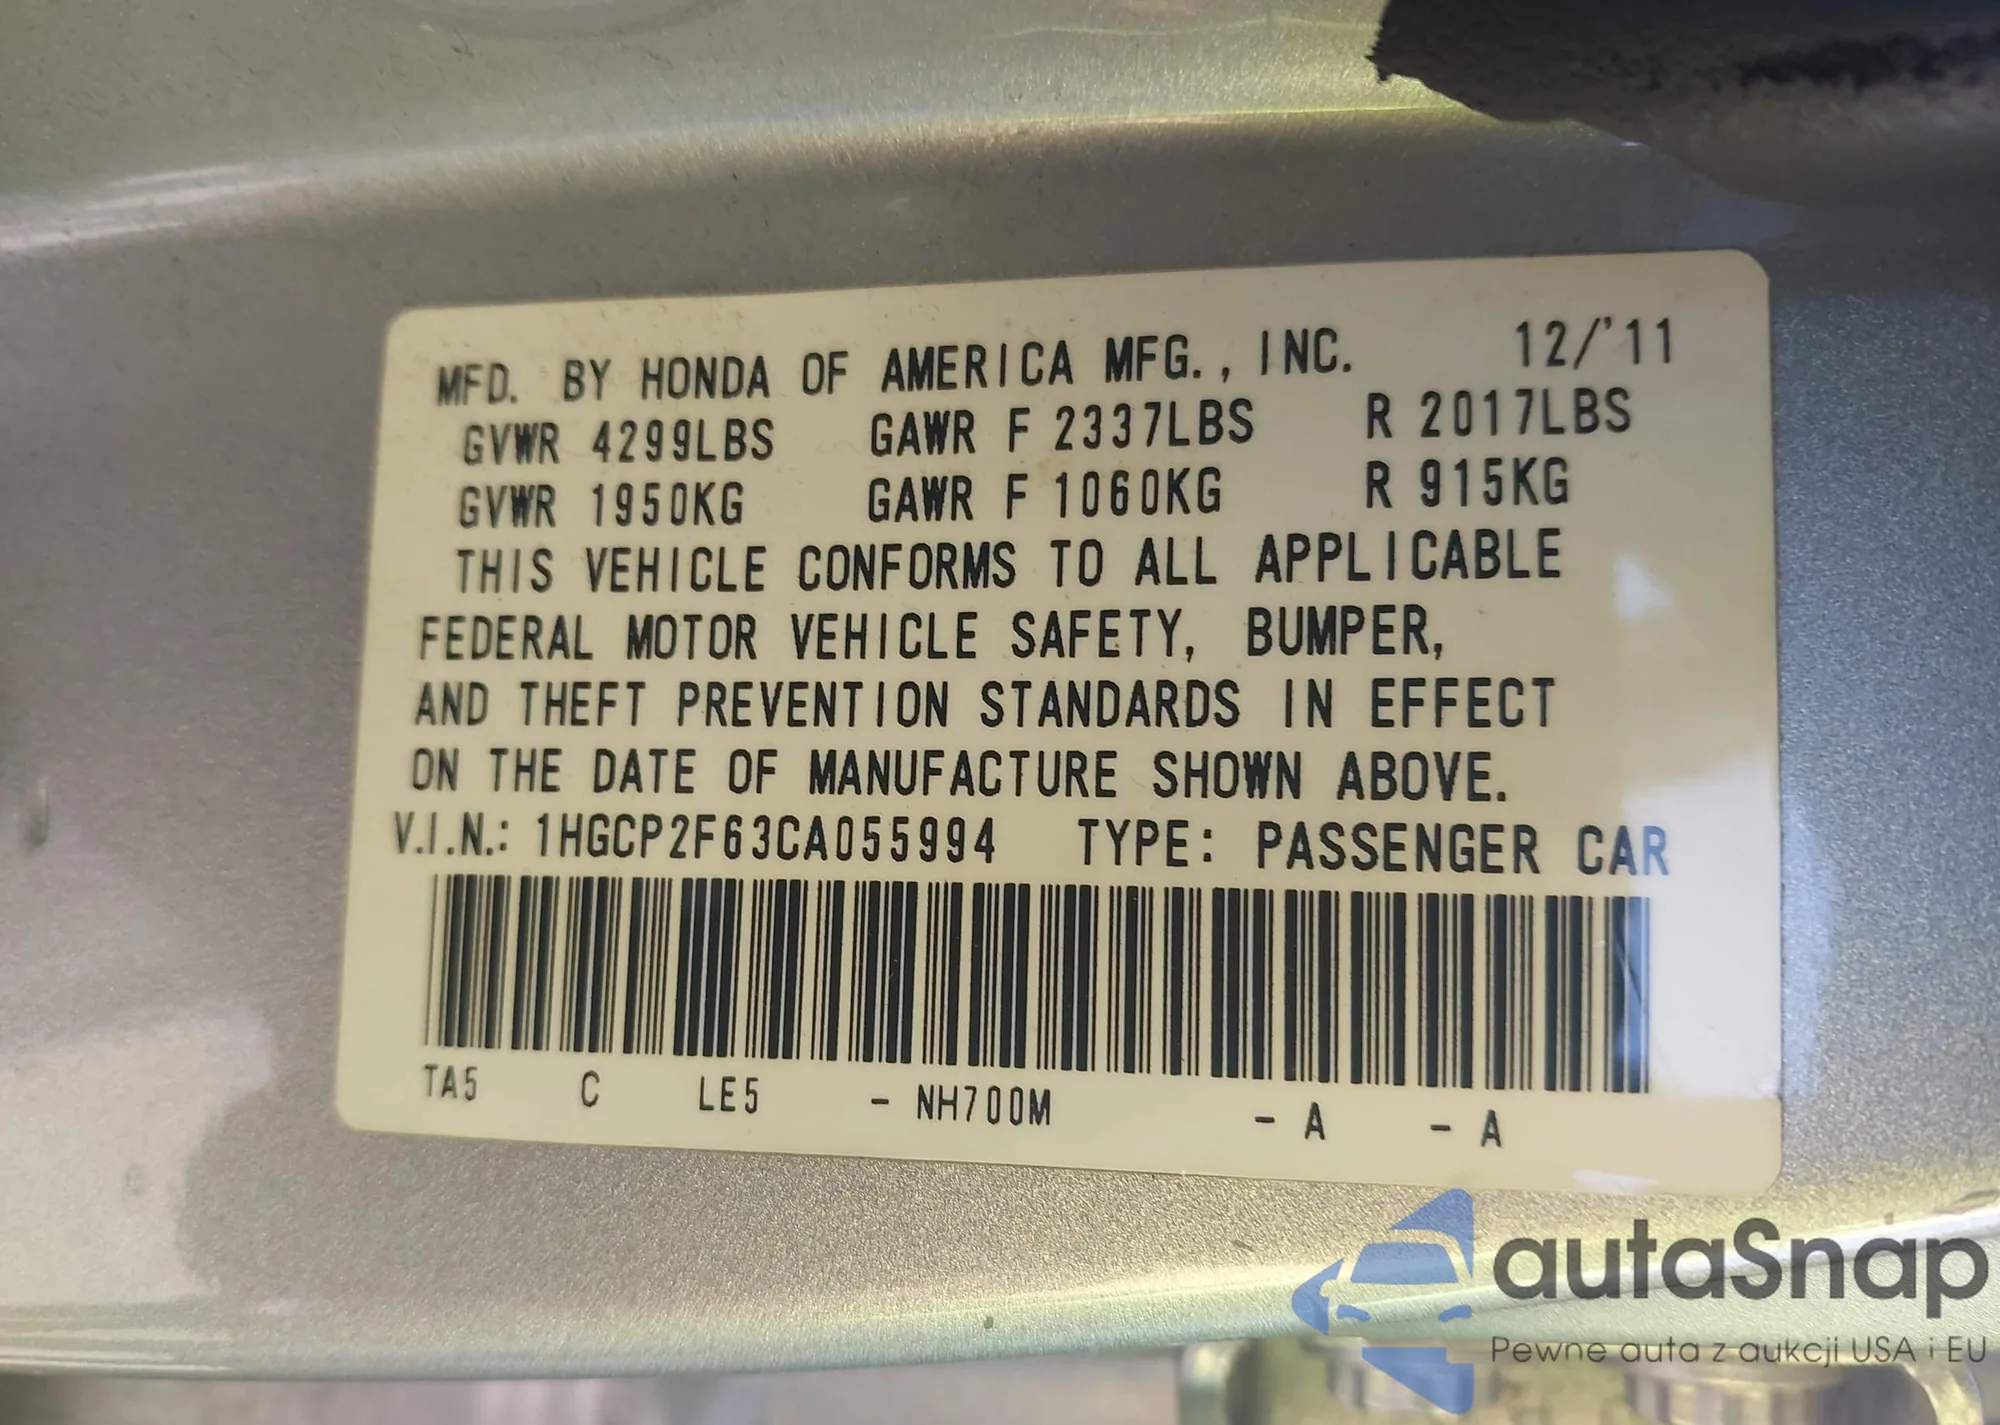 MFD. BY HONDA OF AMERICA MFG., INC. 12/'11
GVWR 4299LBS GAWR F 2337LBS R 2017LBS
GVWR 1950KG GAWR F 1060KG R 915KG
THIS VEHICLE CONFORMS TO ALL APPLICABLE
FEDERAL MOTOR VEHICLE SAFETY, BUMPER,
AND THEFT PREVENTION STANDARDS IN EFFECT
ON THE DATE OF MANUFACTURE SHOWN ABOVE.
V.I.N.: 1HGCP2F63CA055994 TYPE: PASSENGER CAR
TA5 C LE5 - NH700M - A - A
autaSnap
Pewne auta z aukcji USA i EU